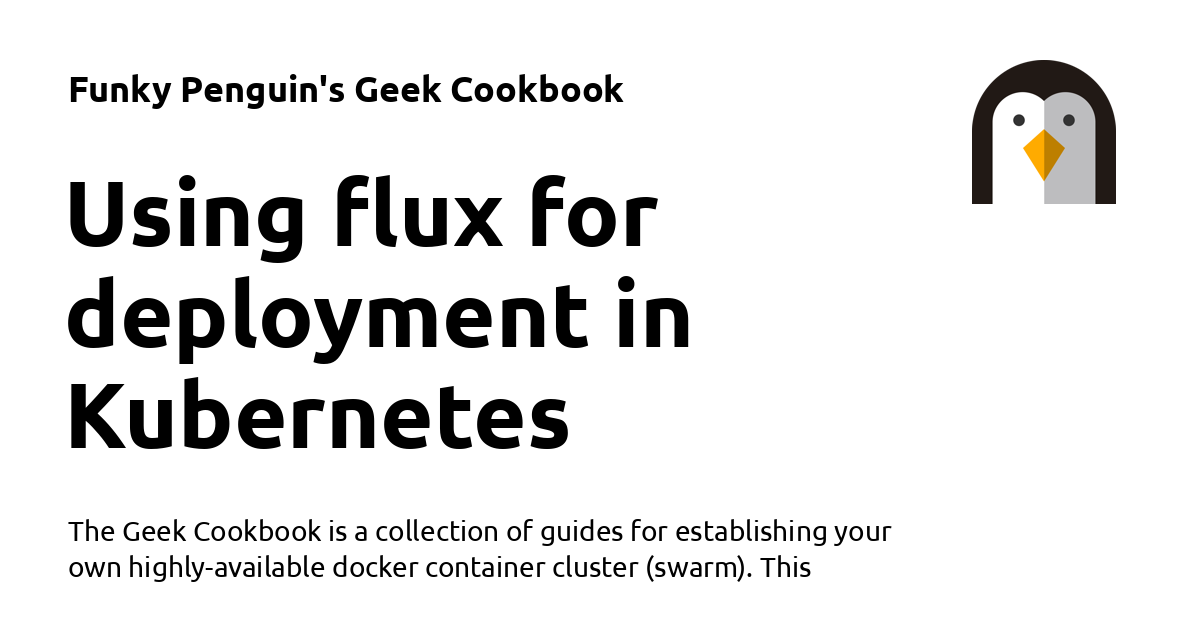 Funky Penguin's Geek Cookbook
Using flux for
deployment in
Kubernetes
The Geek Cookbook is a collection of guides for establishing your
own highly-available docker container cluster (swarm). This